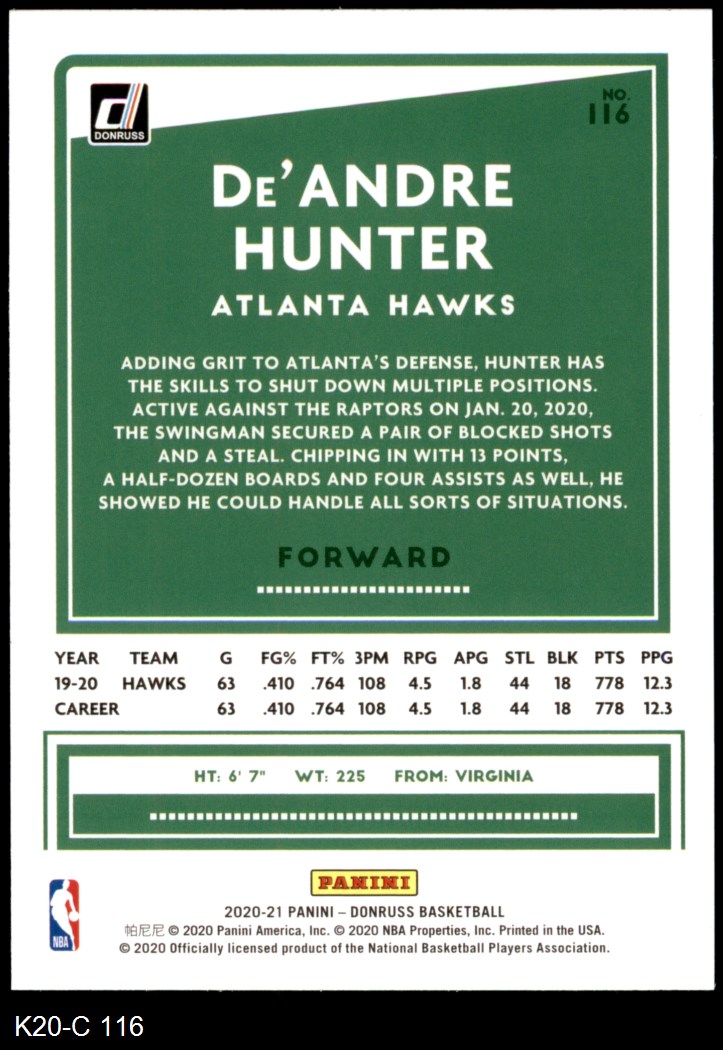 DONRUSS
NO.
116
DE'ANDRE
HUNTER
ATLANTA HAWKS
ADDING GRIT TO ATLANTA'S DEFENSE, HUNTER HAS
THE SKILLS TO SHUT DOWN MULTIPLE POSITIONS.
ACTIVE AGAINST THE RAPTORS ON JAN. 20, 2020,
THE SWINGMAN SECURED A PAIR OF BLOCKED SHOTS
AND A STEAL. CHIPPING IN WITH 13 POINTS,
A HALF-DOZEN BOARDS AND FOUR ASSISTS AS WELL, HE
SHOWED HE COULD HANDLE ALL SORTS OF SITUATIONS.
FORWARD
YEAR TEAM G FG% FT% 3PM RPG APG STL BLK PTS PPG
19-20 HAWKS 63 .410 .764 108 4.5 1.8 44 18 778 12.3
CAREER 63 .410 .764 108 4.5 1.8 44 18 778 12.3
HT: 6' 7" WT: 225 FROM: VIRGINIA
PANINI
2020-21 PANINI – DONRUSS BASKETBALL
帕尼尼 © 2020 Panini America, Inc. © 2020 NBA Properties, Inc. Printed in the USA.
© 2020 Officially licensed product of the National Basketball Players Association.
NBA
K20-C 116